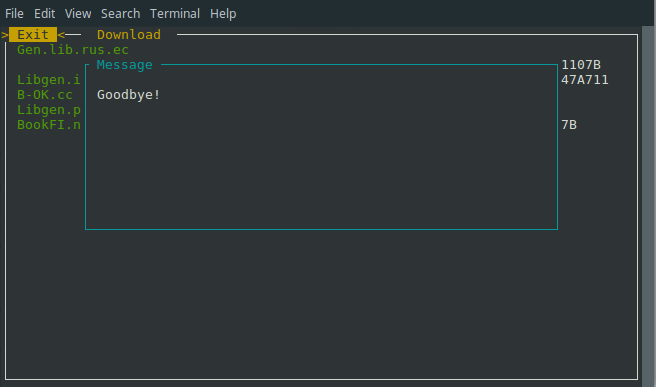 File Edit View Search Terminal Help
> Exit < Download
Gen.lib.rus.ec
Message 1107B
Libgen.i 47A711
B-OK.cc Goodbye!
Libgen.p
BookFI.n 7B